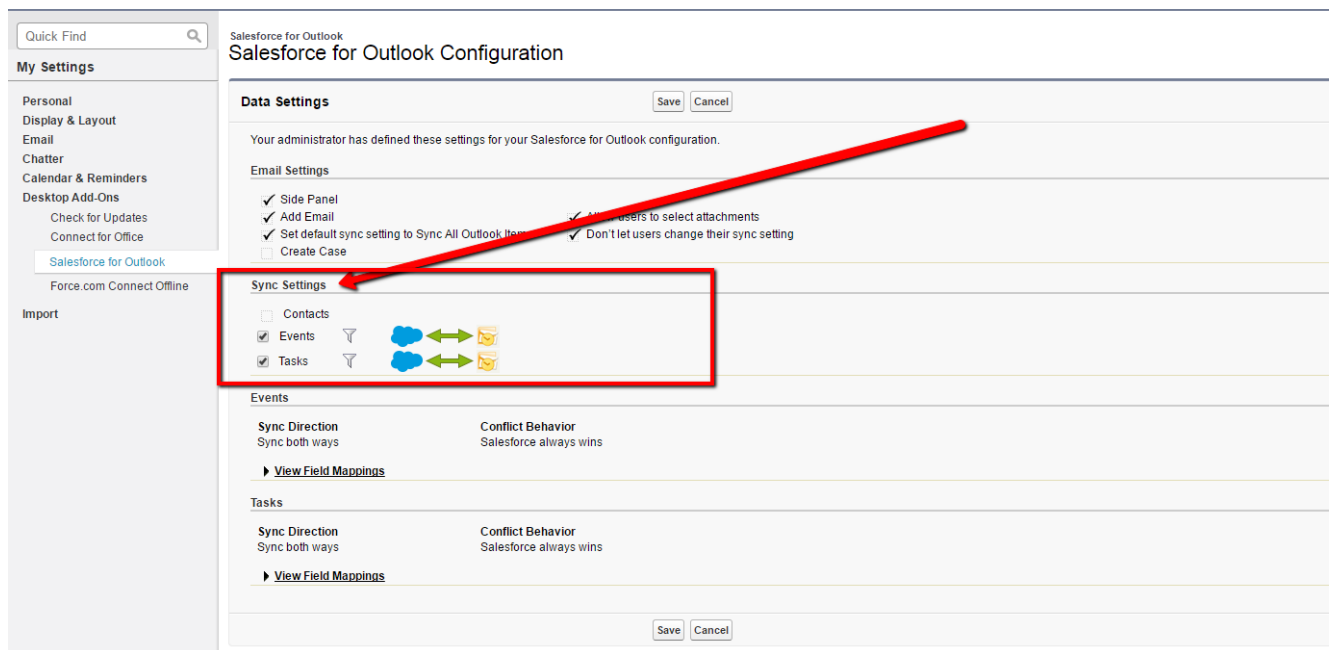 Quick Find
My Settings
Personal
Display & Layout
Email
Chatter
Calendar & Reminders
Desktop Add-Ons
Check for Updates
Connect for Office
Salesforce for Outlook
Force.com Connect Offline
Import
Salesforce for Outlook
Salesforce for Outlook Configuration
Data Settings
Save Cancel
Your administrator has defined these settings for your Salesforce for Outlook configuration.
Email Settings
Side Panel
Add Email
users to select attachments
Set default sync setting to Sync All Outlook
Don't let users change their sync setting
Create Case
Sync Settings
Contacts
Events
Tasks
Events
Sync Direction Conflict Behavior
Sync both ways Salesforce always wins
View Field Mappings
Tasks
Sync Direction Conflict Behavior
Sync both ways Salesforce always wins
View Field Mappings
Save Cancel